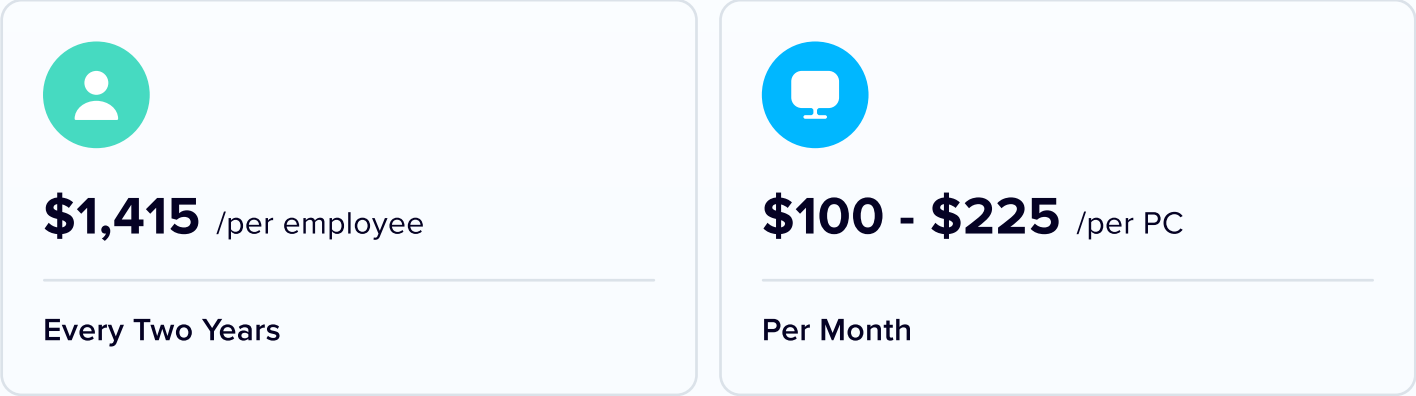 $1,415 /per employee
Every Two Years
$100 - $225 /per PC
Per Month